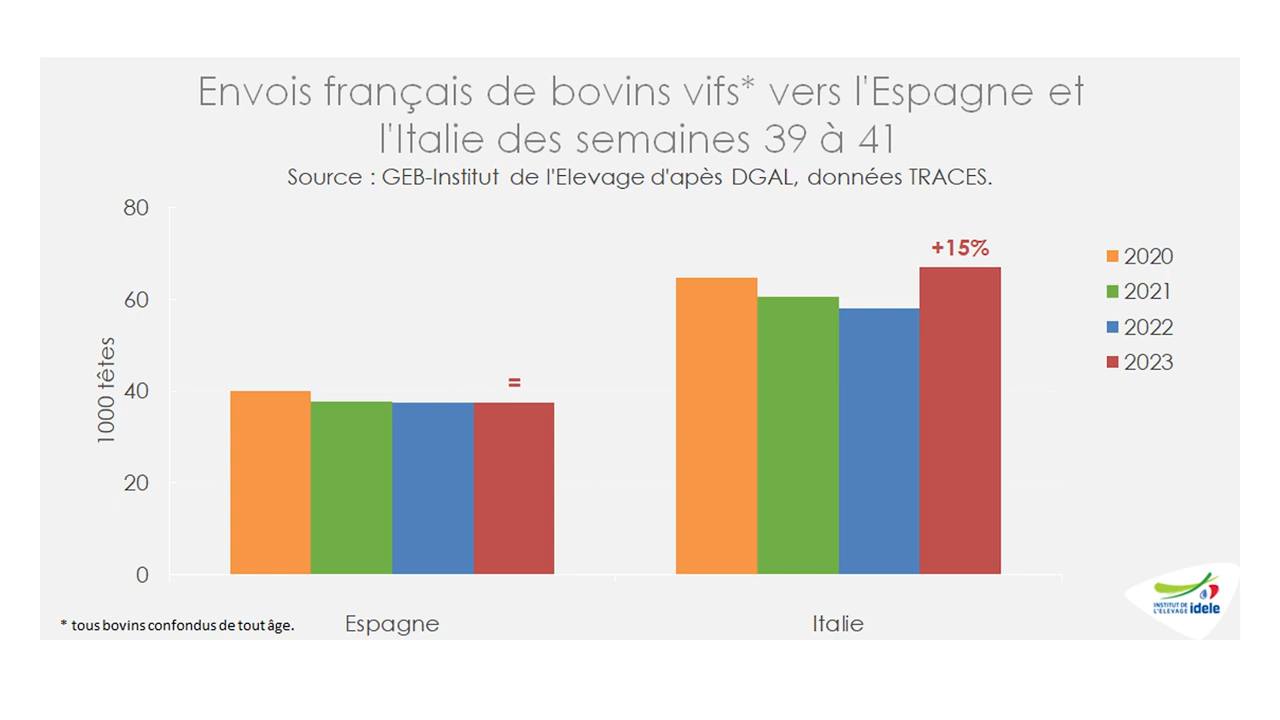 Envois français de bovins vifs* vers l'Espagne et
l'Italie des semaines 39 à 41
Source : GEB-Institut de l'Elevage d'apès DGAL, données TRACES.
80
60
40
20
0
1000 têtes
=
+15%
2020
2021
2022
2023
Espagne
Italie
* tous bovins confondus de tout âge.
INSTITUT DE
L'ELEVAGE idele